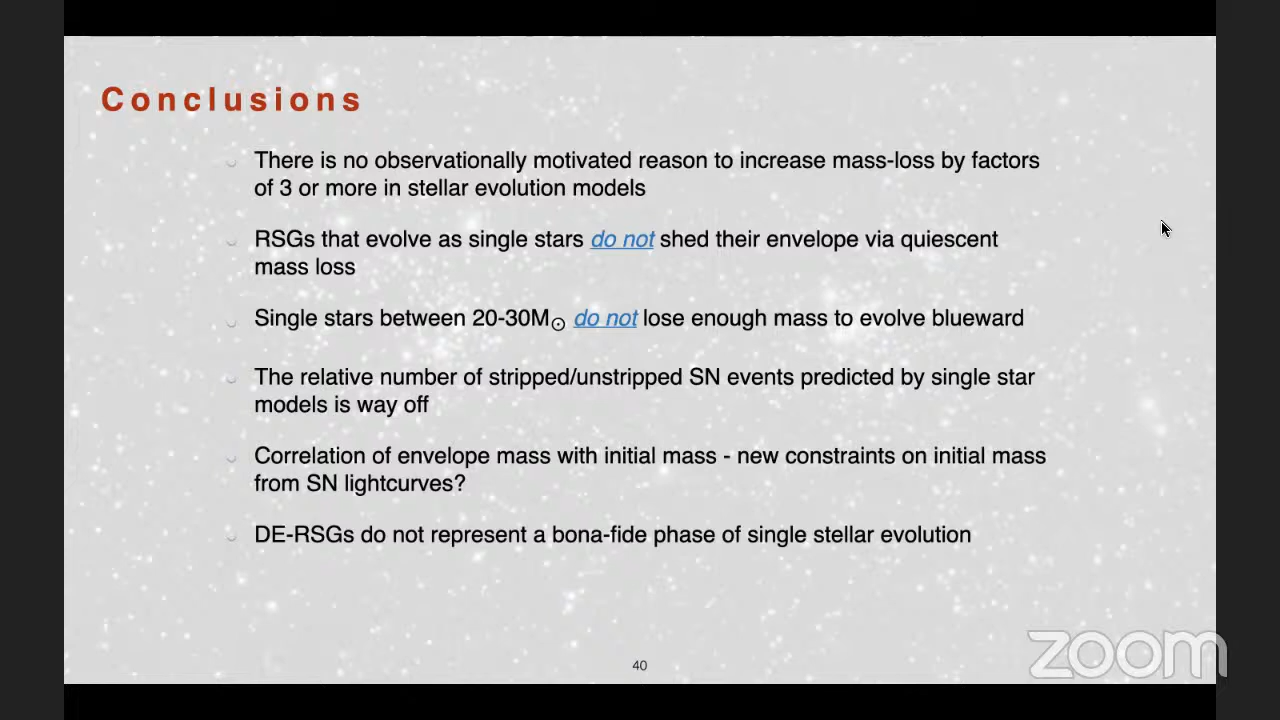 Conclusions
There is no observationally motivated reason to increase mass-loss by factors
of 3 or more in stellar evolution models
RSGs that evolve as single stars do not shed their envelope via quiescent
mass loss
Single stars between 20-30M⊙ do not lose enough mass to evolve blueward
The relative number of stripped/unstripped SN events predicted by single star
models is way off
Correlation of envelope mass with initial mass - new constraints on initial mass
from SN lightcurves?
DE-RSGs do not represent a bona-fide phase of single stellar evolution
40
zoom